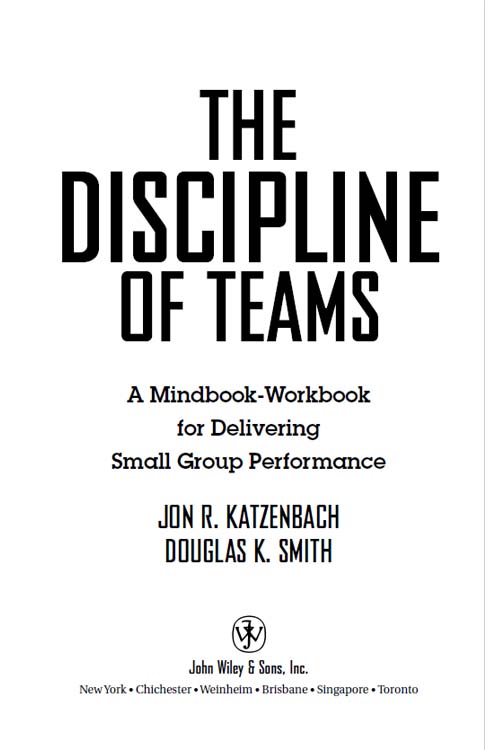 THE
DISCIPLINE
OF TEAMS
A Mindbook-Workbook
for Delivering
Small Group Performance
JON R. KATZENBACH
DOUGLAS K. SMITH
JW
John Wiley & Sons, Inc.
New York • Chichester • Weinheim • Brisbane • Singapore • Toronto